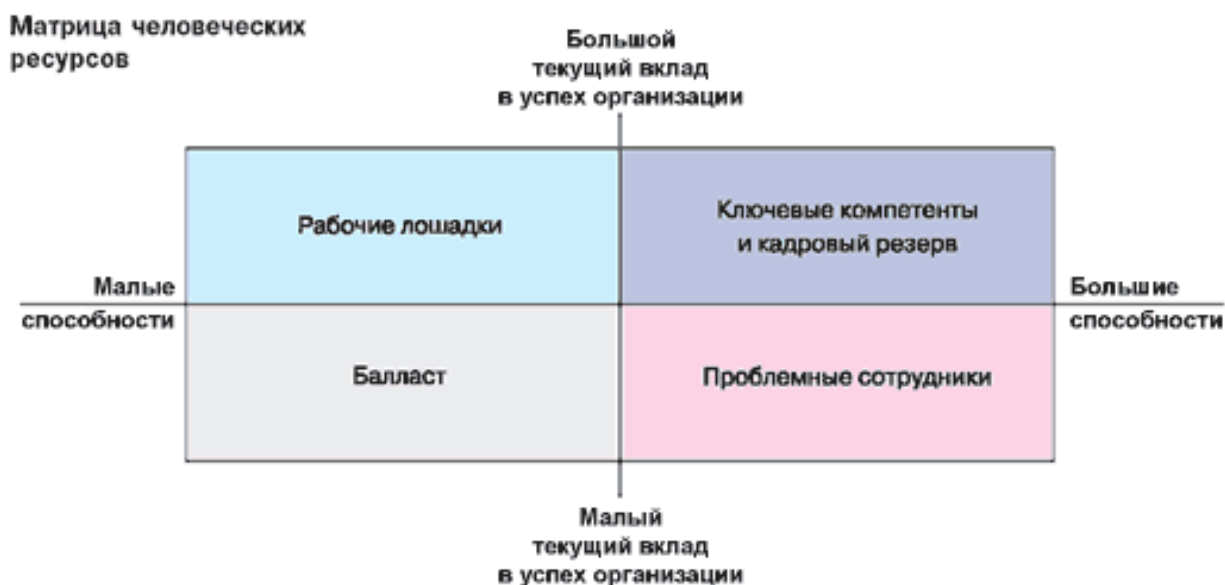 Матрица человеческих
ресурсов
Большой
текущий вклад
в успех организации
Рабочие лошадки
Ключевые компетенты
и кадровый резерв
Малые
способности
Большие
способности
Балласт
Проблемные сотрудники
Малый
текущий вклад
в успех организации